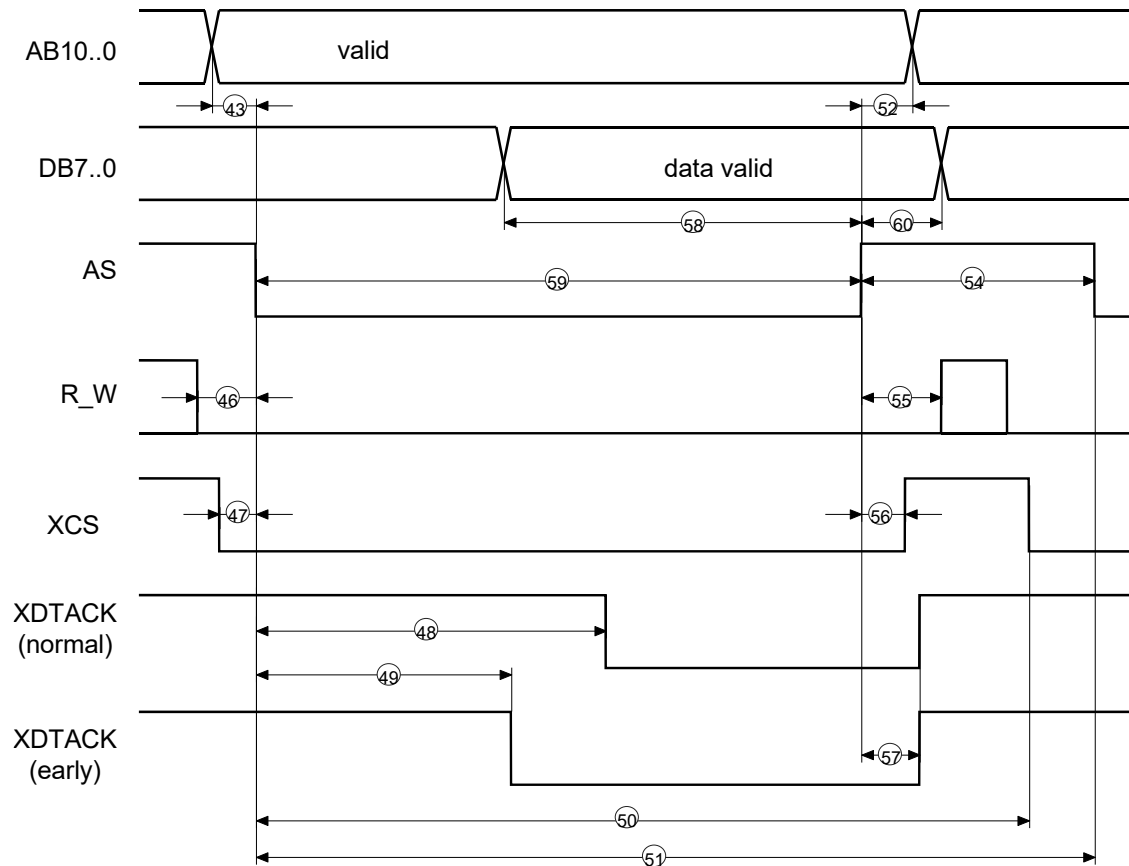 AB10..0
valid
43
52
DB7..0
data valid
58
60
AS
59
54
R_W
46
55
XCS
47
56
XDTACK
(normal)
48
49
XDTACK
(early)
57
50
51